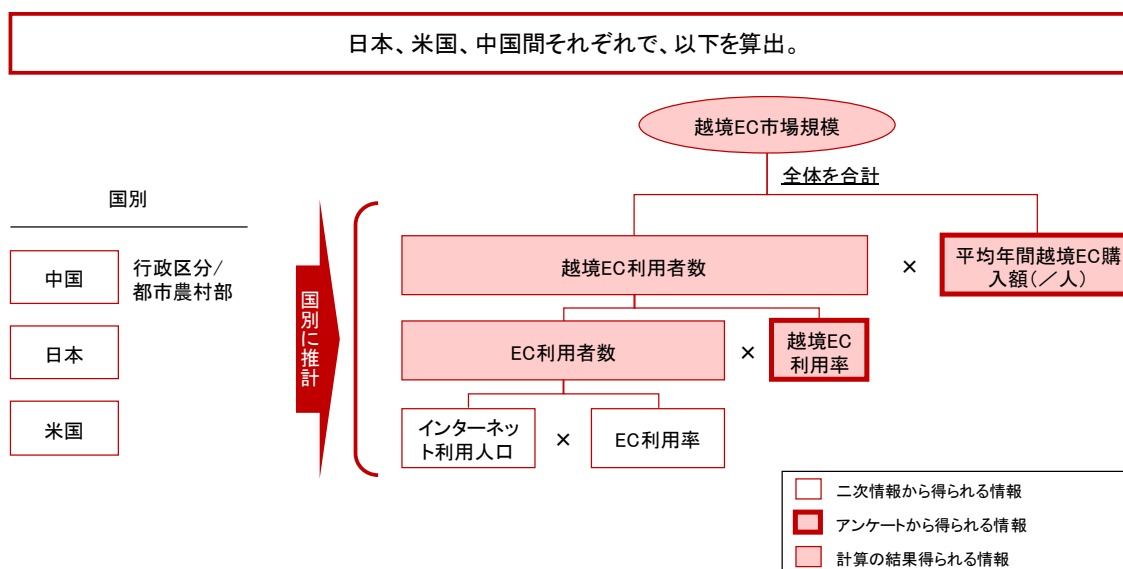 日本、米国、中国間それぞれで、以下を算出。
越境EC市場規模
全体を合計
国別
中国
行政区分/
都市農村部
日本
米国
国別に推計
越境EC利用者数
×
平均年間越境EC購
入額(／人)
EC利用者数
×
越境EC
利用率
インターネッ
ト利用人口
×
EC利用率
二次情報から得られる情報
アンケートから得られる情報
計算の結果得られる情報